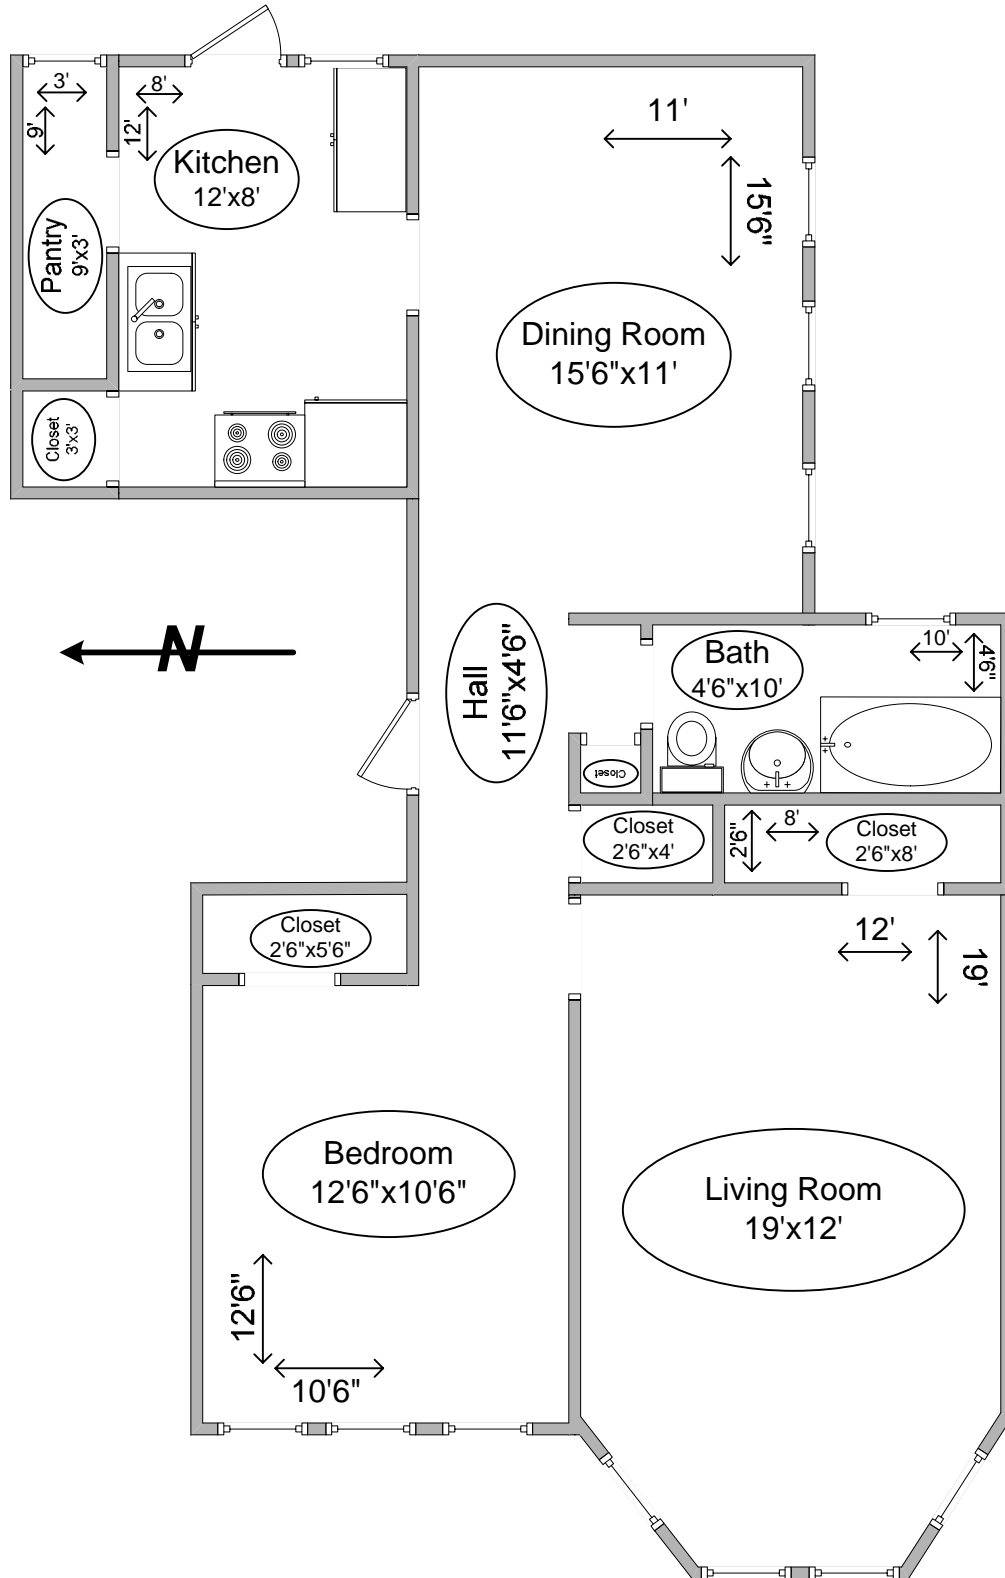 3'
9'
8'
12'
Kitchen
12'x8'
11'
15'6"
Pantry
9'x3'
Dining Room
15'6"x11'
Closet
3'x3'
N
Hall
11'6"x4'6"
Bath
4'6"x10'
10'
4'6"
Closet
Closet
2'6"x4'
2'6"
8'
Closet
2'6"x8'
Closet
2'6"x5'6"
12'
19'
Bedroom
12'6"x10'6"
Living Room
19'x12'
12'6"
10'6"